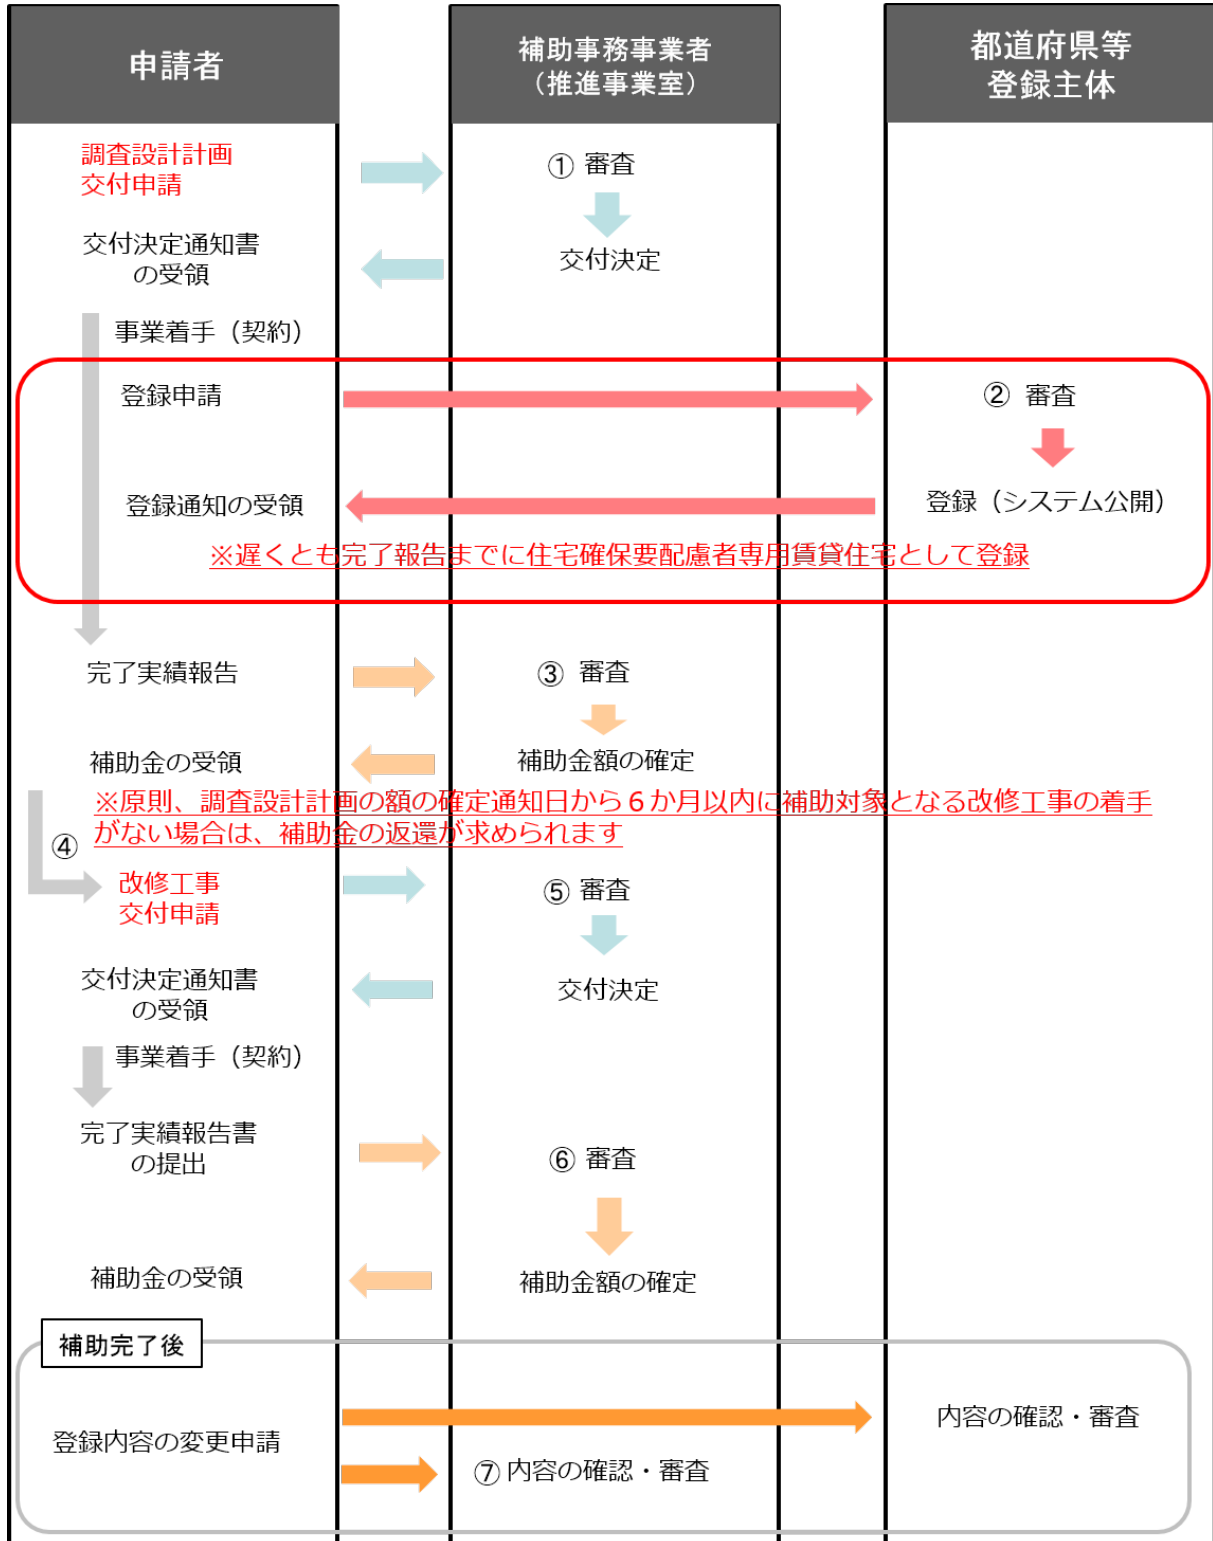 申請者
補助事務事業者
（推進事業室）
都道府県等
登録主体
調査設計計画
交付申請
① 審査
交付決定通知書
の受領
交付決定
事業着手（契約）
登録申請
② 審査
登録通知の受領
登録（システム公開）
※遅くとも完了報告までに住宅確保要配慮者専用賃貸住宅として登録
完了実績報告
③ 審査
補助金の受領
補助金額の確定
※原則、調査設計計画の額の確定通知日から６か月以内に補助対象となる改修工事の着手
がない場合は、補助金の返還が求められます
④
改修工事
交付申請
⑤ 審査
交付決定通知書
の受領
交付決定
事業着手（契約）
完了実績報告書
の提出
⑥ 審査
補助金の受領
補助金額の確定
補助完了後
登録内容の変更申請
内容の確認・審査
⑦ 内容の確認・審査